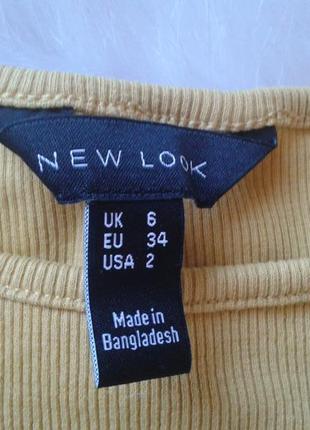 NEW LOOK
UK 6
EU 34
USA 2
Made in
Bangladesh